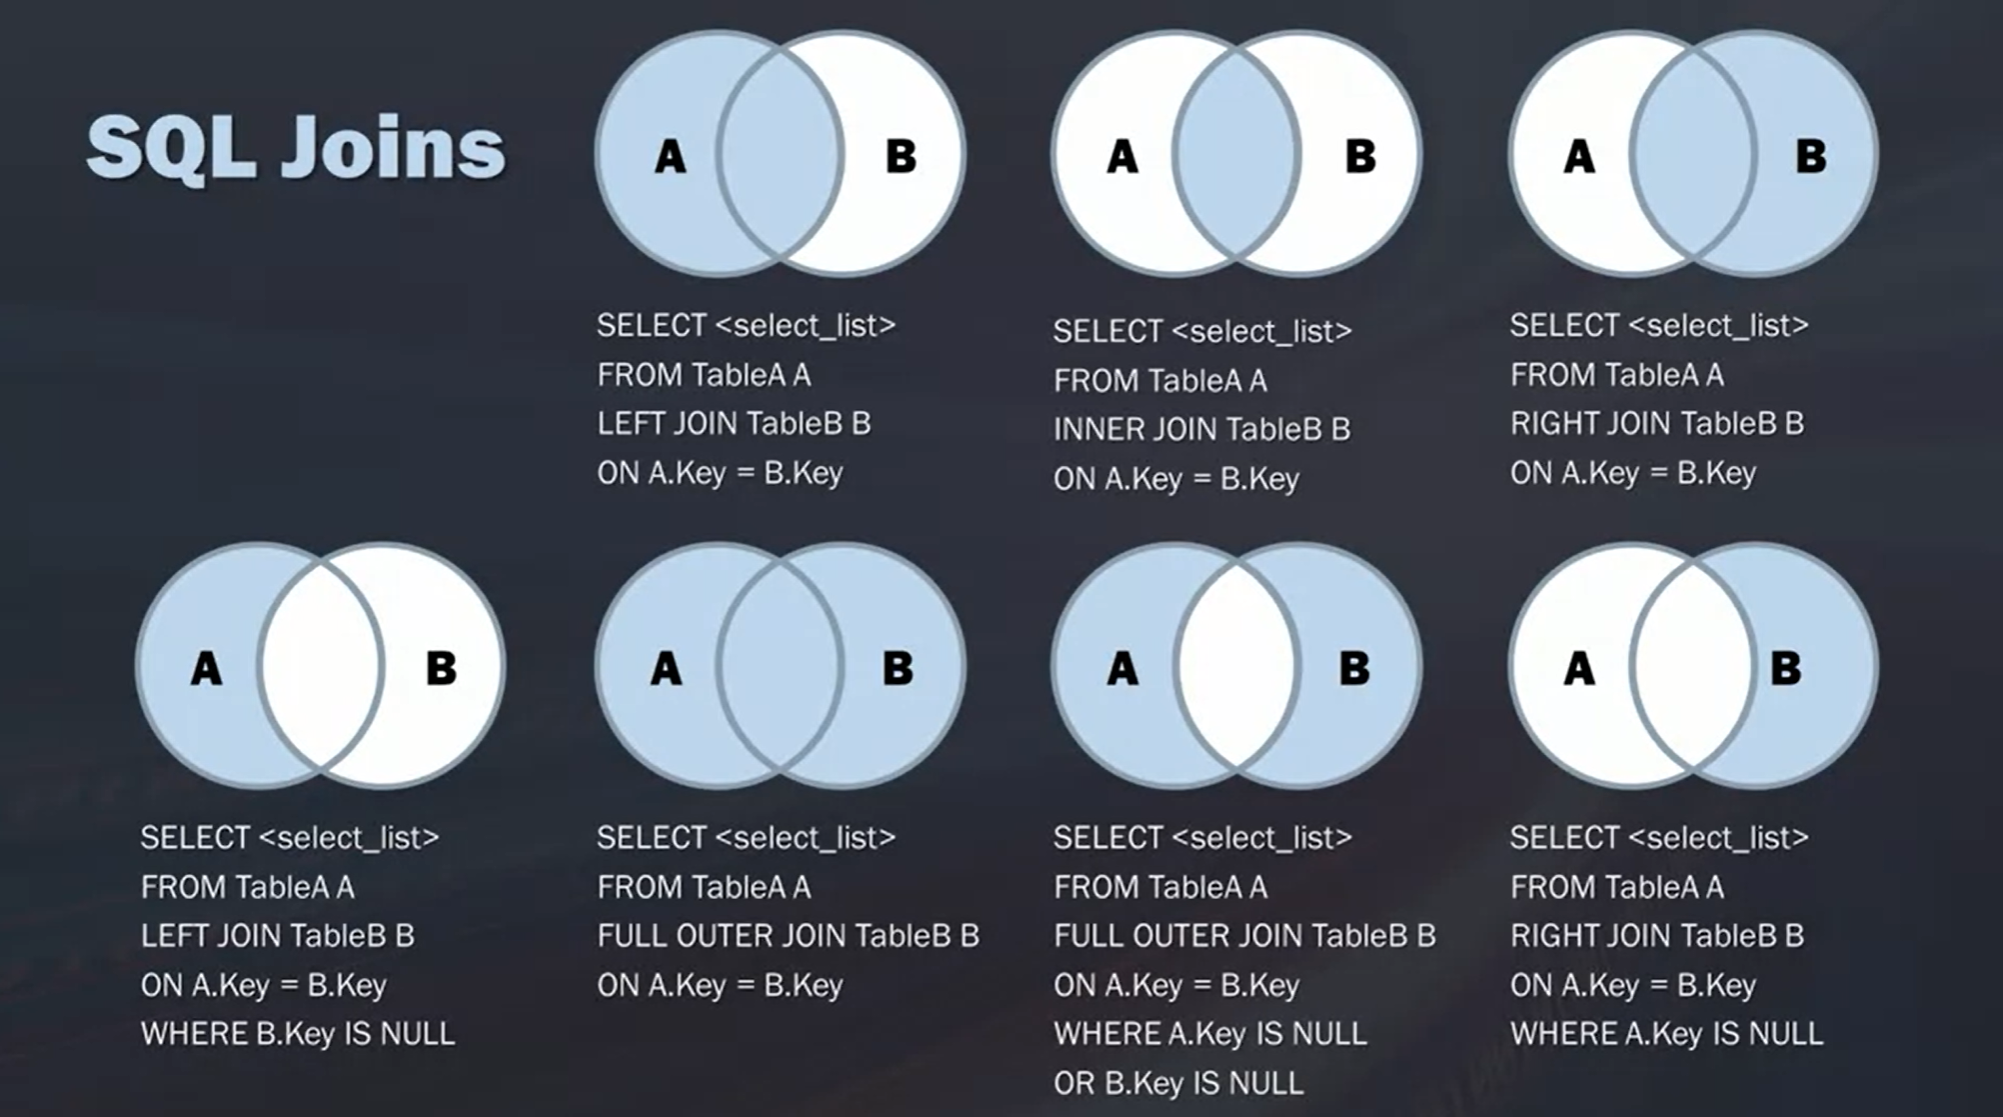 SQL Joins
A B
SELECT <select_list>
FROM TableA A
LEFT JOIN TableB B
ON A.Key = B.Key
A B
SELECT <select_list>
FROM TableA A
INNER JOIN TableB B
ON A.Key = B.Key
A B
SELECT <select_list>
FROM TableA A
RIGHT JOIN TableB B
ON A.Key = B.Key
A B
SELECT <select_list>
FROM TableA A
LEFT JOIN TableB B
ON A.Key = B.Key
WHERE B.Key IS NULL
A B
SELECT <select_list>
FROM TableA A
FULL OUTER JOIN TableB B
ON A.Key = B.Key
A B
SELECT <select_list>
FROM TableA A
FULL OUTER JOIN TableB B
ON A.Key = B.Key
WHERE A.Key IS NULL
OR B.Key IS NULL
A B
SELECT <select_list>
FROM TableA A
RIGHT JOIN TableB B
ON A.Key = B.Key
WHERE A.Key IS NULL